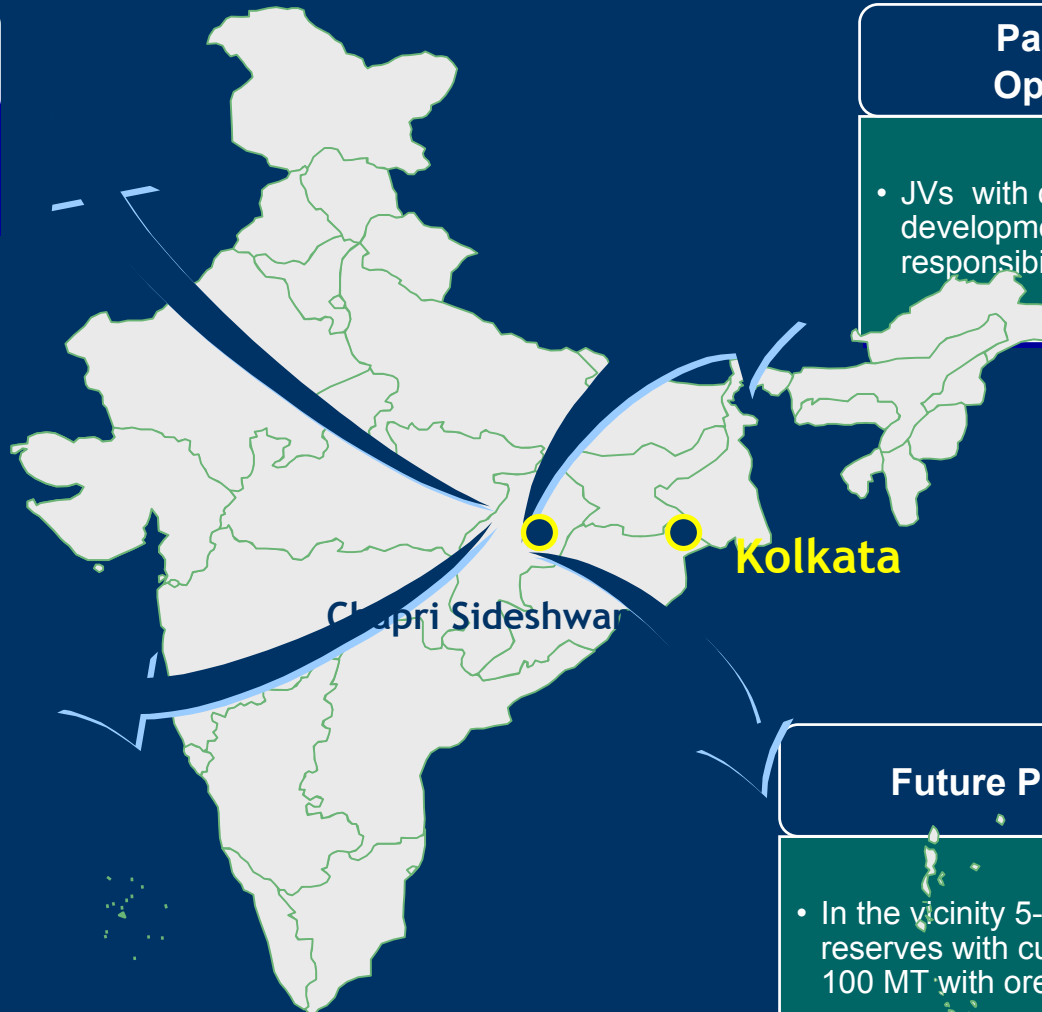 Pa
Op
• JVs with
developm
responsibi
Kolkata
Chapri Sideshwar
Future P
• In the vicinity 5-
reserves with cu
100 MT with ore